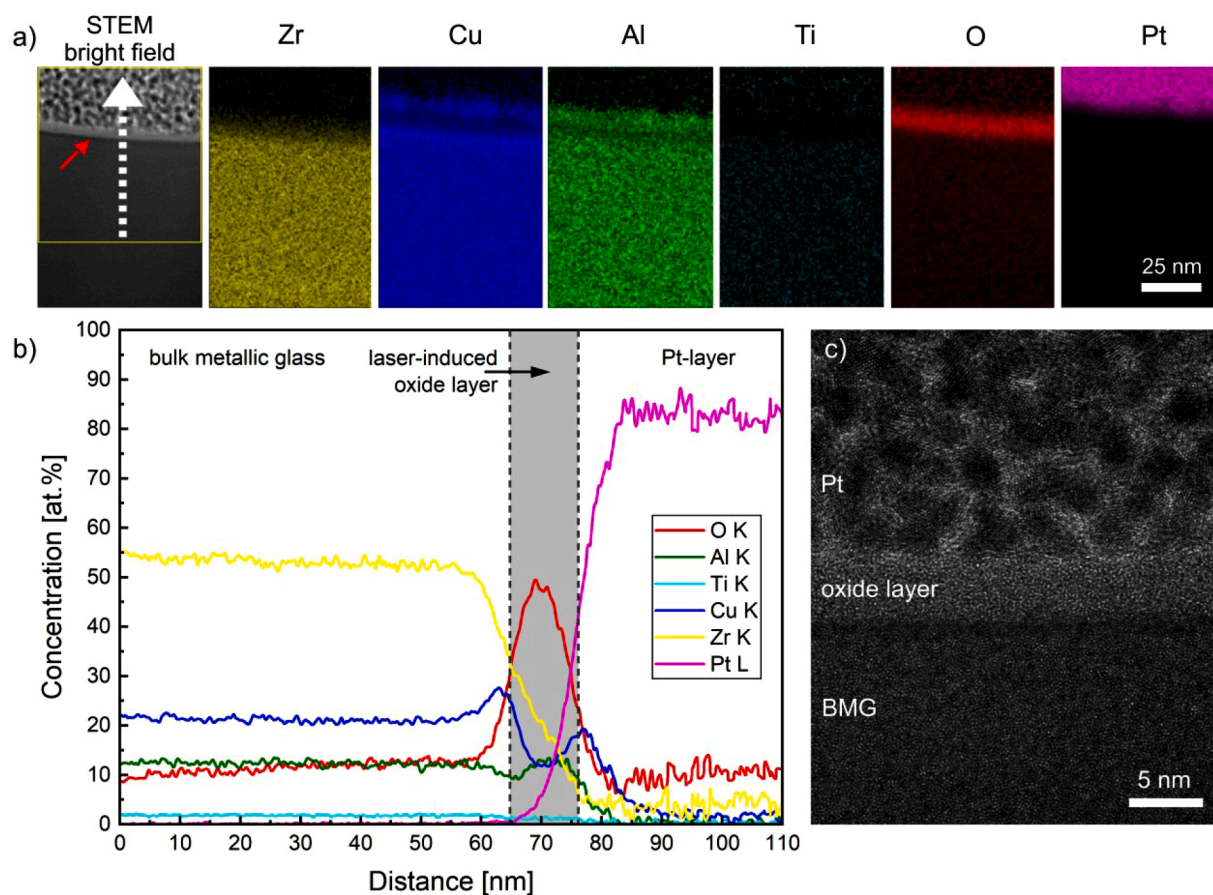 a)
STEM
bright field
Zr
Cu
Al
Ti
O
Pt
25 nm
b)
100
90
80
70
60
50
40
30
20
10
0
Concentration [at.%]
bulk metallic glass
laser-induced
oxide layer
Pt-layer
O K
Al K
Ti K
Cu K
Zr K
Pt L
0 10 20 30 40 50 60 70 80 90 100 110
Distance [nm]
c)
Pt
oxide layer
BMG
5 nm